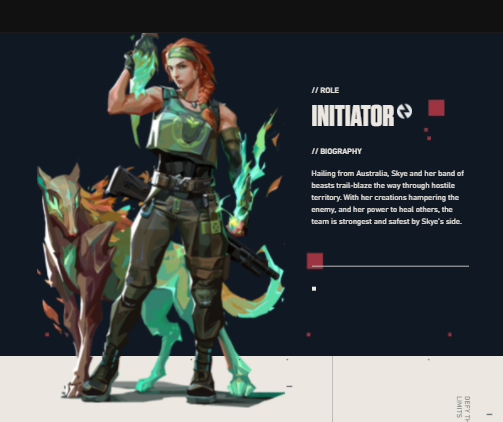 // ROLE
INITIATOR
// BIOGRAPHY
Hailing from Australia, Skye and her band of
beasts trail-blaze the way through hostile
territory. With her creations hampering the
enemy, and her power to heal others, the
team is strongest and safest by Skye's side.
DEFY TH
LIMITS